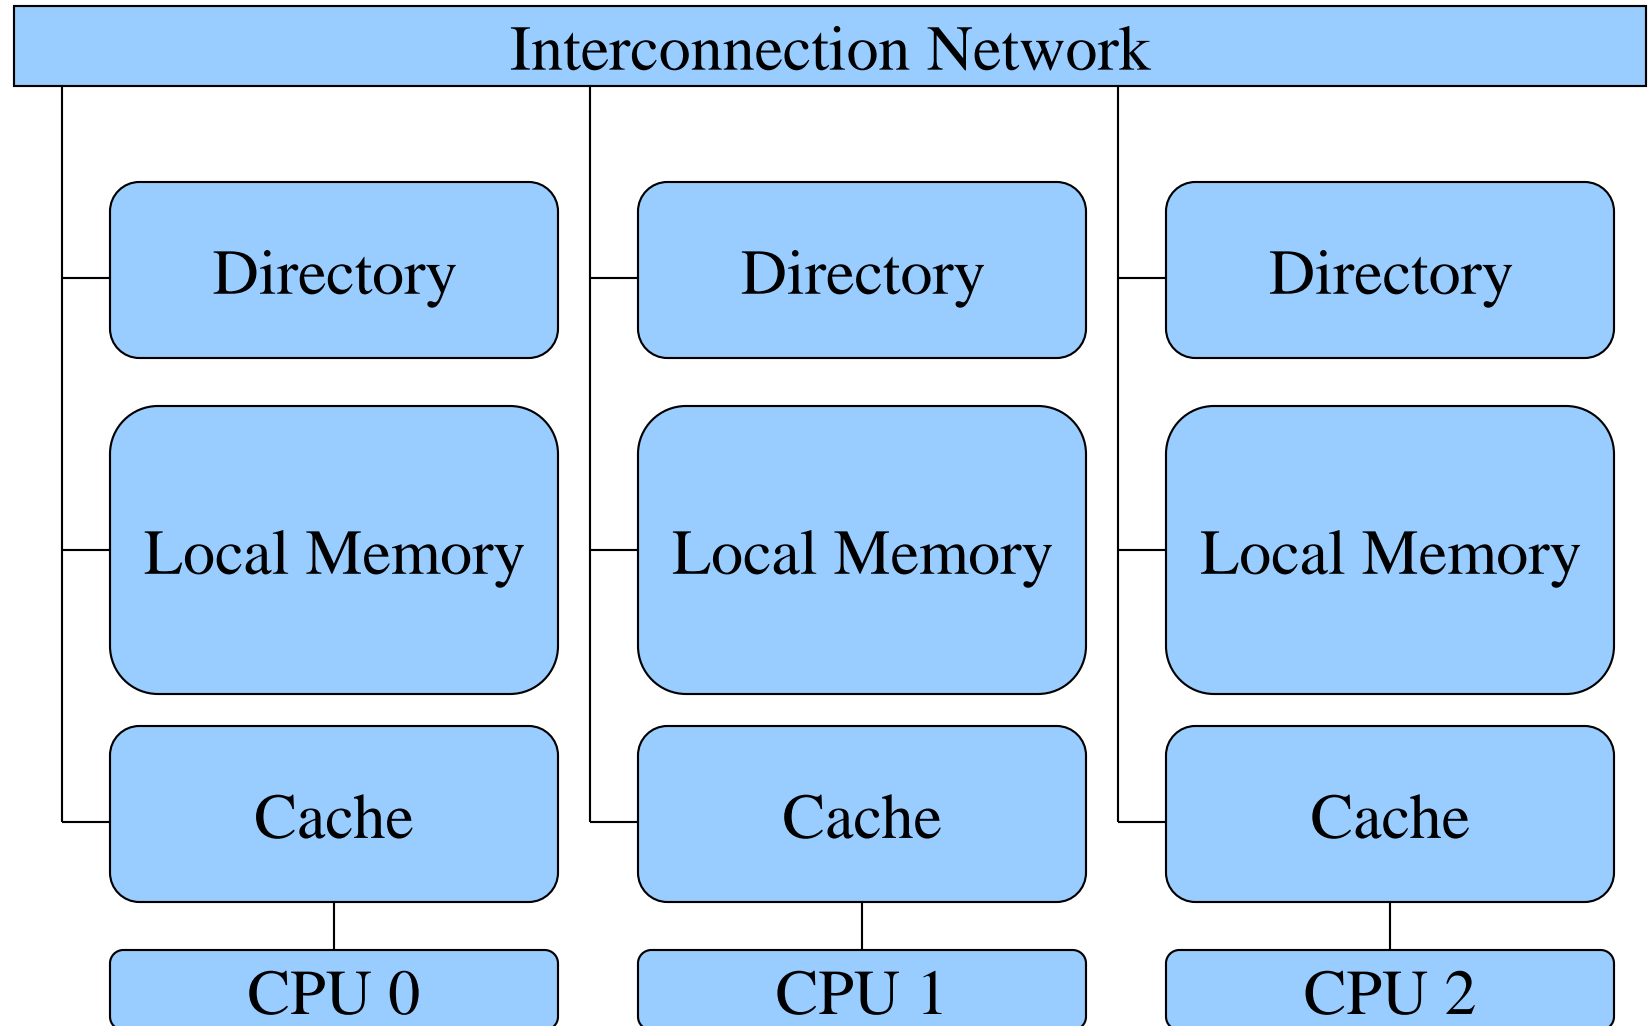 Interconnection Network
Directory
Directory
Directory
Local Memory
Local Memory
Local Memory
Cache
Cache
Cache
CPU 0
CPU 1
CPU 2